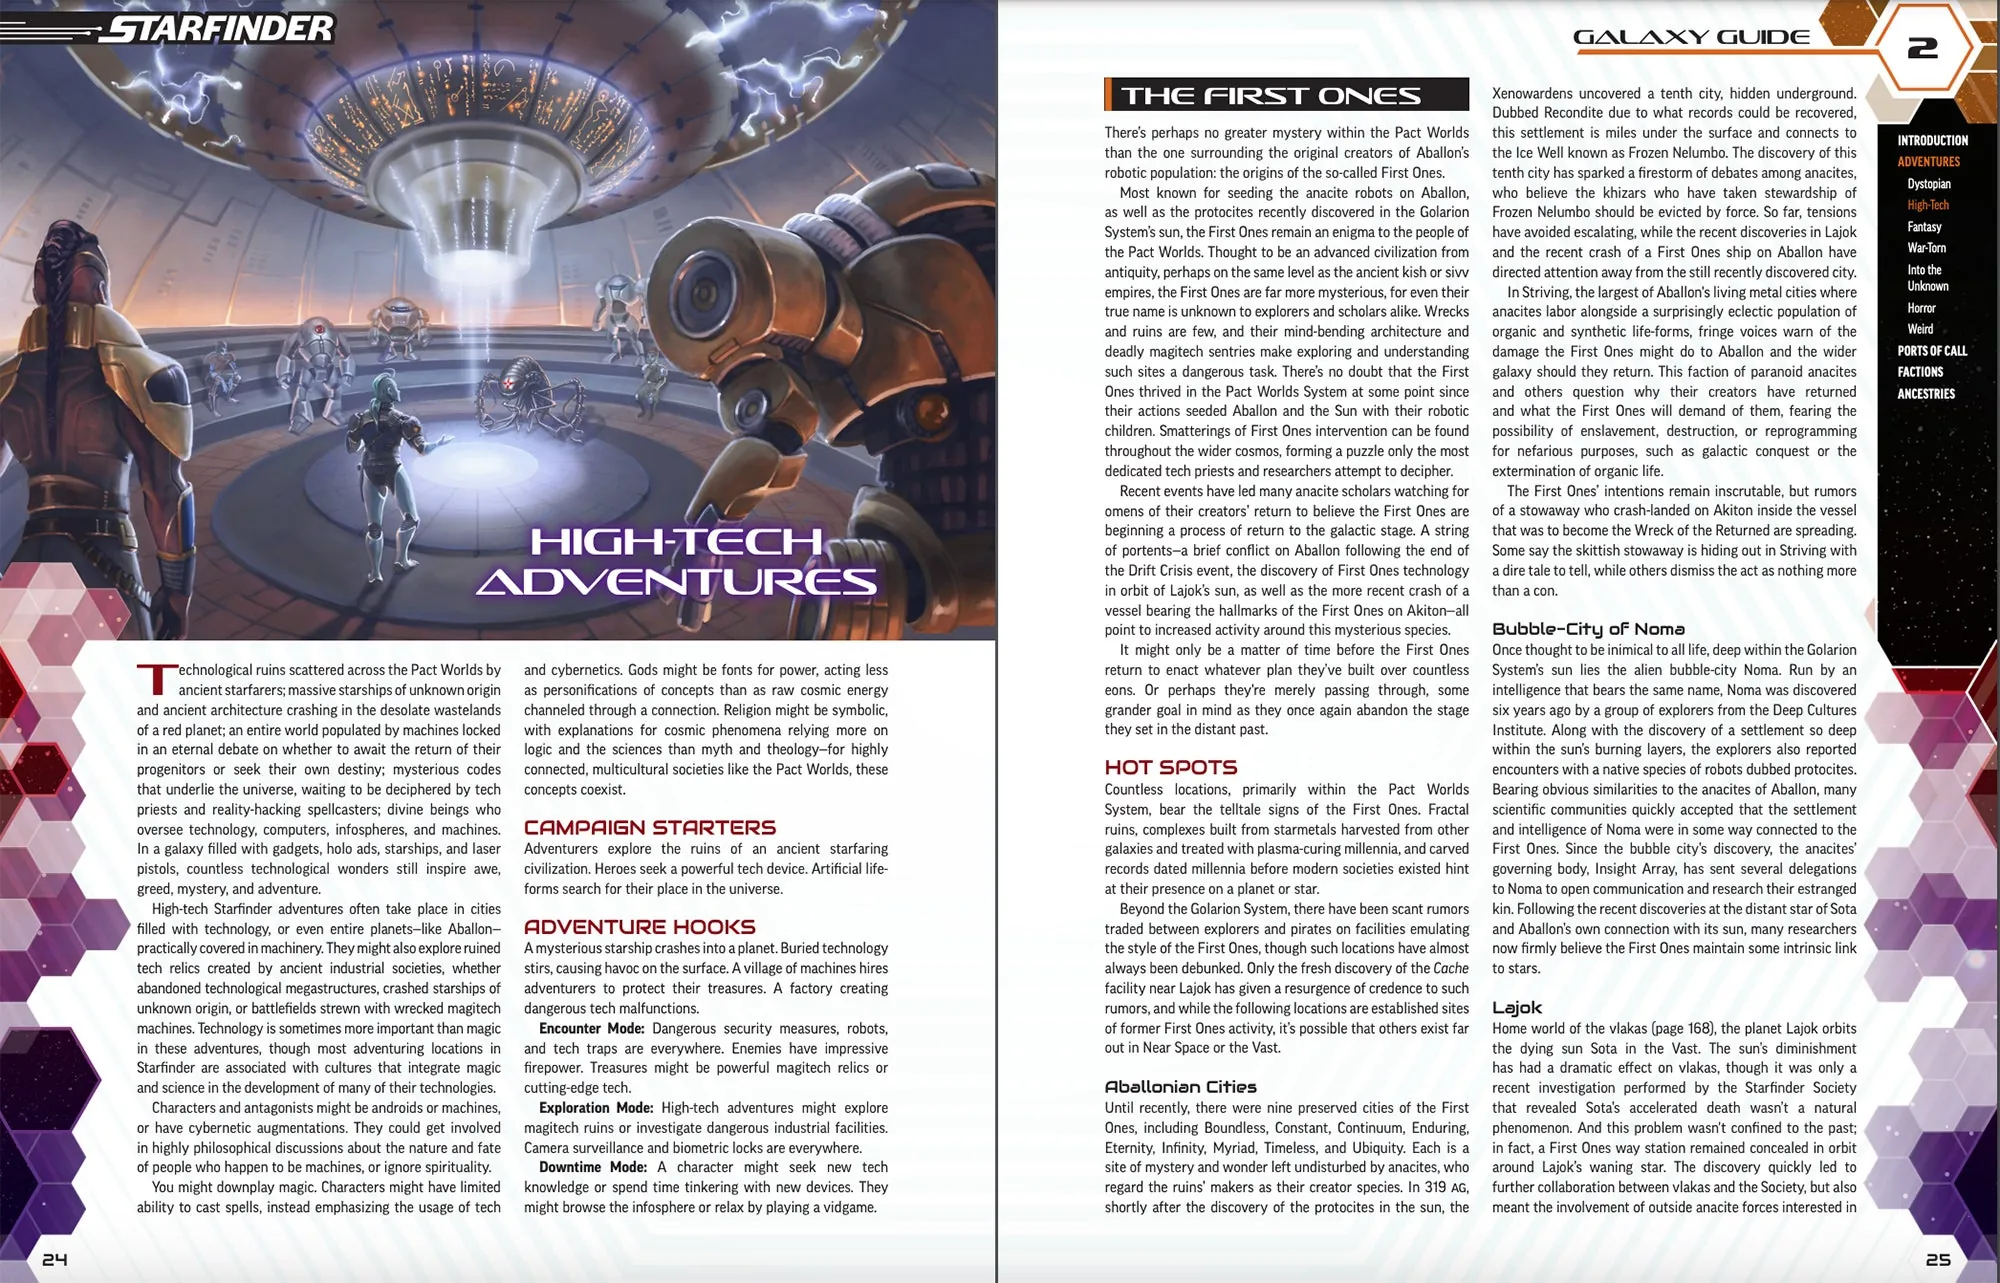 STARFINDER
HIGH-TECH
ADVENTURES
Technological ruins scattered across the Pact Worlds by
ancient starfarers; massive starships of unknown origin
and ancient architecture crashing in the desolate wastelands
of a red planet; an entire world populated by machines locked
in an eternal debate on whether to await the return of their
progenitors or seek their own destiny; mysterious codes
that underlie the universe, waiting to be deciphered by tech
priests and reality-hacking spellcasters; divine beings who
oversee technology, computers, infospheres, and machines.
In a galaxy filled with gadgets, holo ads, starships, and laser
pistols, countless technological wonders still inspire awe,
greed, mystery, and adventure.
High-tech Starfinder adventures often take place in cities
filled with technology, or even entire planets—like Aballon—
practically covered in machinery. They might also explore ruined
tech relics created by ancient industrial societies, whether
abandoned technological megastructures, crashed starships of
unknown origin, or battlefields strewn with wrecked magitech
machines. Technology is sometimes more important than magic
in these adventures, though most adventuring locations in
Starfinder are associated with cultures that integrate magic
and science in the development of many of their technologies.
Characters and antagonists might be androids or machines,
or have cybernetic augmentations. They could get involved
in highly philosophical discussions about the nature and fate
of people who happen to be machines, or ignore spirituality.
You might downplay magic. Characters might have limited
ability to cast spells, instead emphasizing the usage of tech
and cybernetics. Gods might be fonts for power, acting less
as personifications of concepts than as raw cosmic energy
channeled through a connection. Religion might be symbolic,
with explanations for cosmic phenomena relying more on
logic and the sciences than myth and theology—for highly
connected, multicultural societies like the Pact Worlds, these
concepts coexist.
CAMPAIGN STARTERS
Adventurers explore the ruins of an ancient starfaring
civilization. Heroes seek a powerful tech device. Artificial life-
forms search for their place in the universe.
ADVENTURE HOOKS
A mysterious starship crashes into a planet. Buried technology
stirs, causing havoc on the surface. A village of machines hires
adventurers to protect their treasures. A factory creating
dangerous tech malfunctions.
Encounter Mode: Dangerous security measures, robots,
and tech traps are everywhere. Enemies have impressive
firepower. Treasures might be powerful magitech relics or
cutting-edge tech.
Exploration Mode: High-tech adventures might explore
magitech ruins or investigate dangerous industrial facilities.
Camera surveillance and biometric locks are everywhere.
Downtime Mode: A character might seek new tech
knowledge or spend time tinkering with new devices. They
might browse the infosphere or relax by playing a vidgame.
24
GALAXY GUIDE
2
THE FIRST ONES
There's perhaps no greater mystery within the Pact Worlds
than the one surrounding the original creators of Aballon's
robotic population: the origins of the so-called First Ones.
Most known for seeding the anacite robots on Aballon,
as well as the protocites recently discovered in the Golarion
System's sun, the First Ones remain an enigma to the people of
the Pact Worlds. Thought to be an advanced civilization from
antiquity, perhaps on the same level as the ancient kish or sivv
empires, the First Ones are far more mysterious, for even their
true name is unknown to explorers and scholars alike. Wrecks
and ruins are few, and their mind-bending architecture and
deadly magitech sentries make exploring and understanding
such sites a dangerous task. There's no doubt that the First
Ones thrived in the Pact Worlds System at some point since
their actions seeded Aballon and the Sun with their robotic
children. Smatterings of First Ones intervention can be found
throughout the wider cosmos, forming a puzzle only the most
dedicated tech priests and researchers attempt to decipher.
Recent events have led many anacite scholars watching for
omens of their creators' return to believe the First Ones are
beginning a process of return to the galactic stage. A string
of portents—a brief conflict on Aballon following the end of
the Drift Crisis event, the discovery of First Ones technology
in orbit of Lajok's sun, as well as the more recent crash of a
vessel bearing the hallmarks of the First Ones on Akiton—all
point to increased activity around this mysterious species.
It might only be a matter of time before the First Ones
return to enact whatever plan they've built over countless
eons. Or perhaps they're merely passing through, some
grander goal in mind as they once again abandon the stage
they set in the distant past.
HOT SPOTS
Countless locations, primarily within the Pact Worlds
System, bear the telltale signs of the First Ones. Fractal
ruins, complexes built from starmetals harvested from other
galaxies and treated with plasma-curing millennia, and carved
records dated millennia before modern societies existed hint
at their presence on a planet or star.
Beyond the Golarion System, there have been scant rumors
traded between explorers and pirates on facilities emulating
the style of the First Ones, though such locations have almost
always been debunked. Only the fresh discovery of the Cache
facility near Lajok has given a resurgence of credence to such
rumors, and while the following locations are established sites
of former First Ones activity, it's possible that others exist far
out in Near Space or the Vast.
Aballonian Cities
Until recently, there were nine preserved cities of the First
Ones, including Boundless, Constant, Continuum, Enduring,
Eternity, Infinity, Myriad, Timeless, and Ubiquity. Each is a
site of mystery and wonder left undisturbed by anacites, who
regard the ruins' makers as their creator species. In 319 AG,
shortly after the discovery of the protocites in the sun, the
Xenowardens uncovered a tenth city, hidden underground.
Dubbed Recondite due to what records could be recovered,
this settlement is miles under the surface and connects to
the Ice Well known as Frozen Nelumbo. The discovery of this
tenth city has sparked a firestorm of debates among anacites,
who believe the khizars who have taken stewardship of
Frozen Nelumbo should be evicted by force. So far, tensions
have avoided escalating, while the recent discoveries in Lajok
and the recent crash of a First Ones ship on Aballon have
directed attention away from the still recently discovered city.
In Striving, the largest of Aballon's living metal cities where
anacites labor alongside a surprisingly eclectic population of
organic and synthetic life-forms, fringe voices warn of the
damage the First Ones might do to Aballon and the wider
galaxy should they return. This faction of paranoid anacites
and others question why their creators have returned
and what the First Ones will demand of them, fearing the
possibility of enslavement, destruction, or reprogramming
for nefarious purposes, such as galactic conquest or the
extermination of organic life.
The First Ones' intentions remain inscrutable, but rumors
of a stowaway who crash-landed on Akiton inside the vessel
that was to become the Wreck of the Returned are spreading.
Some say the skittish stowaway is hiding out in Striving with
a dire tale to tell, while others dismiss the act as nothing more
than a con.
Bubble-City of Noma
Once thought to be inimical to all life, deep within the Golarion
System's sun lies the alien bubble-city Noma. Run by an
intelligence that bears the same name, Noma was discovered
six years ago by a group of explorers from the Deep Cultures
Institute. Along with the discovery of a settlement so deep
within the sun's burning layers, the explorers also reported
encounters with a native species of robots dubbed protocites.
Bearing obvious similarities to the anacites of Aballon, many
scientific communities quickly accepted that the settlement
and intelligence of Noma were in some way connected to the
First Ones. Since the bubble city's discovery, the anacites'
governing body, Insight Array, has sent several delegations
to Noma to open communication and research their estranged
kin. Following the recent discoveries at the distant star of Sota
and Aballon's own connection with its sun, many researchers
now firmly believe the First Ones maintain some intrinsic link
to stars.
Lajok
Home world of the vlakas (page 168), the planet Lajok orbits
the dying sun Sota in the Vast. The sun's diminishment
has had a dramatic effect on vlakas, though it was only a
recent investigation performed by the Starfinder Society
that revealed Sota's accelerated death wasn't a natural
phenomenon. And this problem wasn't confined to the past;
in fact, a First Ones way station remained concealed in orbit
around Lajok's waning star. The discovery quickly led to
further collaboration between vlakas and the Society, but also
meant the involvement of outside anacite forces interested in
INTRODUCTION
ADVENTURES
Dystopian
High-Tech
Fantasy
War-Torn
Into the
Unknown
Horror
Weird
PORTS OF CALL
FACTIONS
ANCESTRIES
25